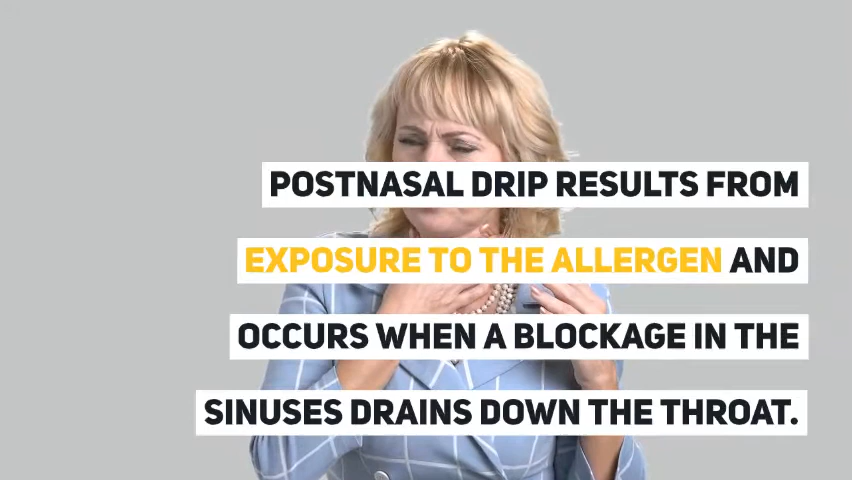 POSTNASAL DRIP RESULTS FROM
EXPOSURE TO THE ALLERGEN AND
OCCURS WHEN A BLOCKAGE IN THE
SINUSES DRAINS DOWN THE THROAT.